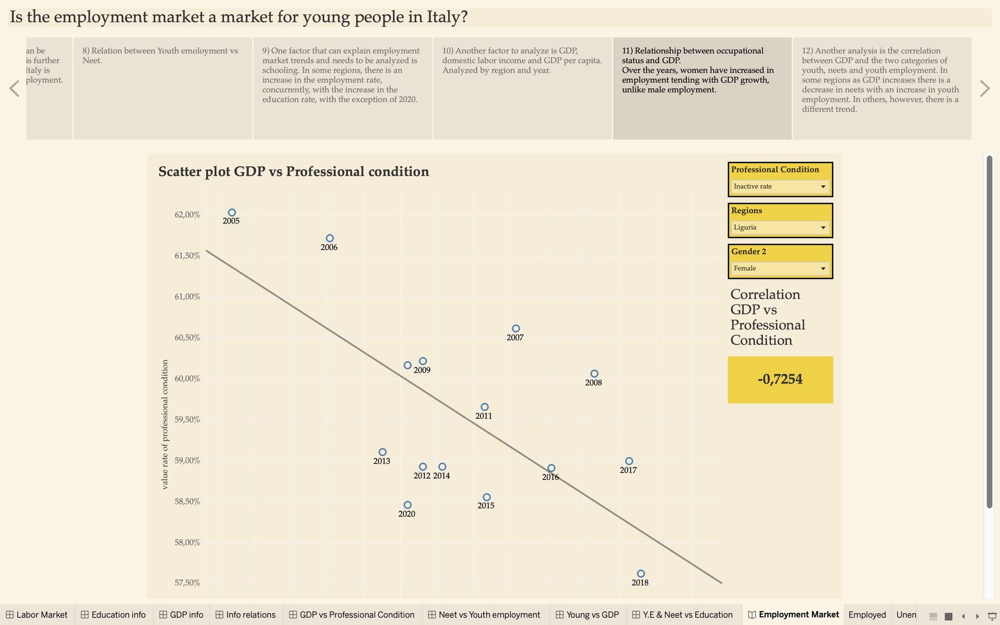 Is the employment market a market for young people in Italy?
an be
is further
Italy is
ployment.
8) Relation between Youth emoloyment vs
Neet.
9) One factor that can explain employment
market trends and needs to be analyzed is
schooling. In some regions, there is an
increase in the employment rate,
concurrently, with the increase in the
education rate, with the exception of 2020.
10) Another factor to analyze is GDP,
domestic labor income and GDP per capita.
Analyzed by region and year.
11) Relationship between occupational
status and GDP.
Over the years, women have increased in
employment tending with GDP growth,
unlike male employment.
12) Another analysis is the correlation
between GDP and the two categories of
youth, neets and youth employment. In
some regions as GDP increases there is a
decrease in neets with an increase in youth
employment. In others, however, there is a
different trend.
Scatter plot GDP vs Professional condition
value rate of professional condition
62,00%
61,50%
61,00%
60,50%
60,00%
59,50%
59,00%
58,50%
58,00%
57,50%
2005
2006
2007
2009
2008
2011
2013
2012
2014
2016
2017
2015
2020
2018
Professional Condition
Inactive rate
Regions
Liguria
Gender 2
Female
Correlation
GDP vs
Professional
Condition
-0,7254
Labor Market
Education info
GDP info
Info relations
GDP vs Professional Condition
Neet vs Youth employment
Young vs GDP
Y.E & Neet vs Education
Employment Market
Employed
Unen